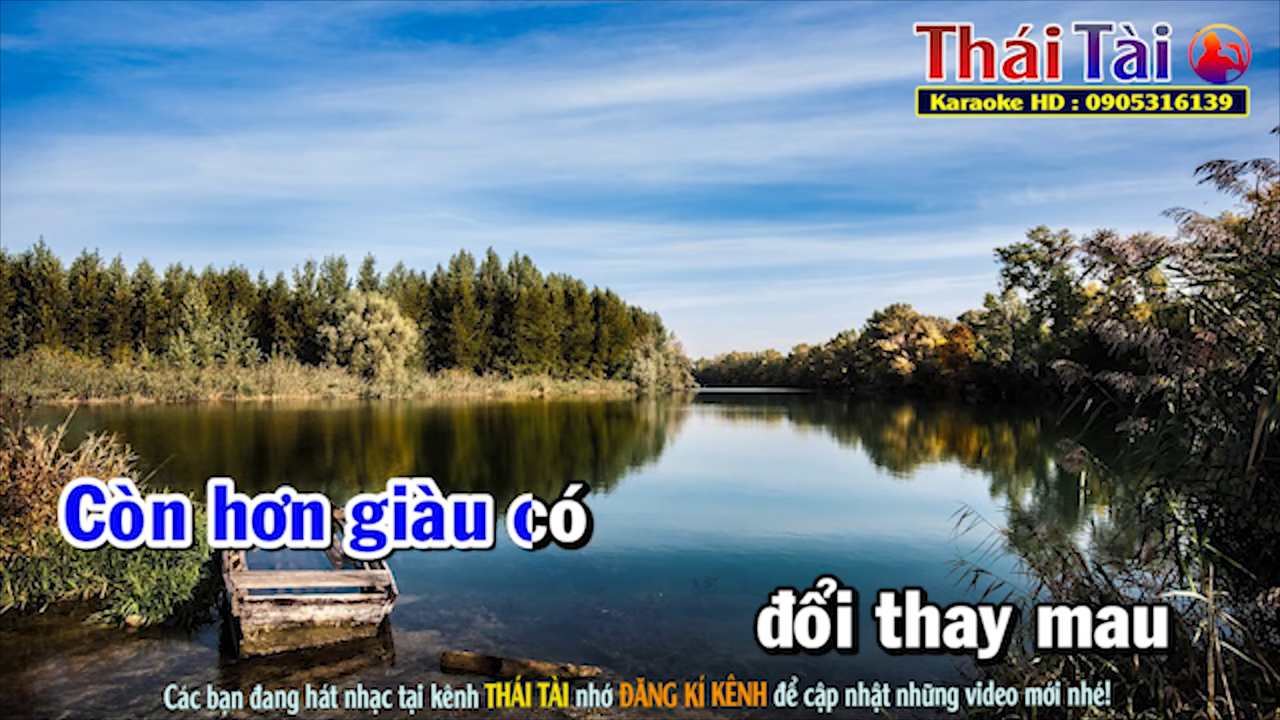 Thái Tài
Karaoke HD : 0905316139
Còn hơn giàu có
đổi thay mau
Các bạn đang hát nhạc tại kênh THÁI TÀI nhớ ĐĂNG KÍ KÊNH để cập nhật những video mới nhé!